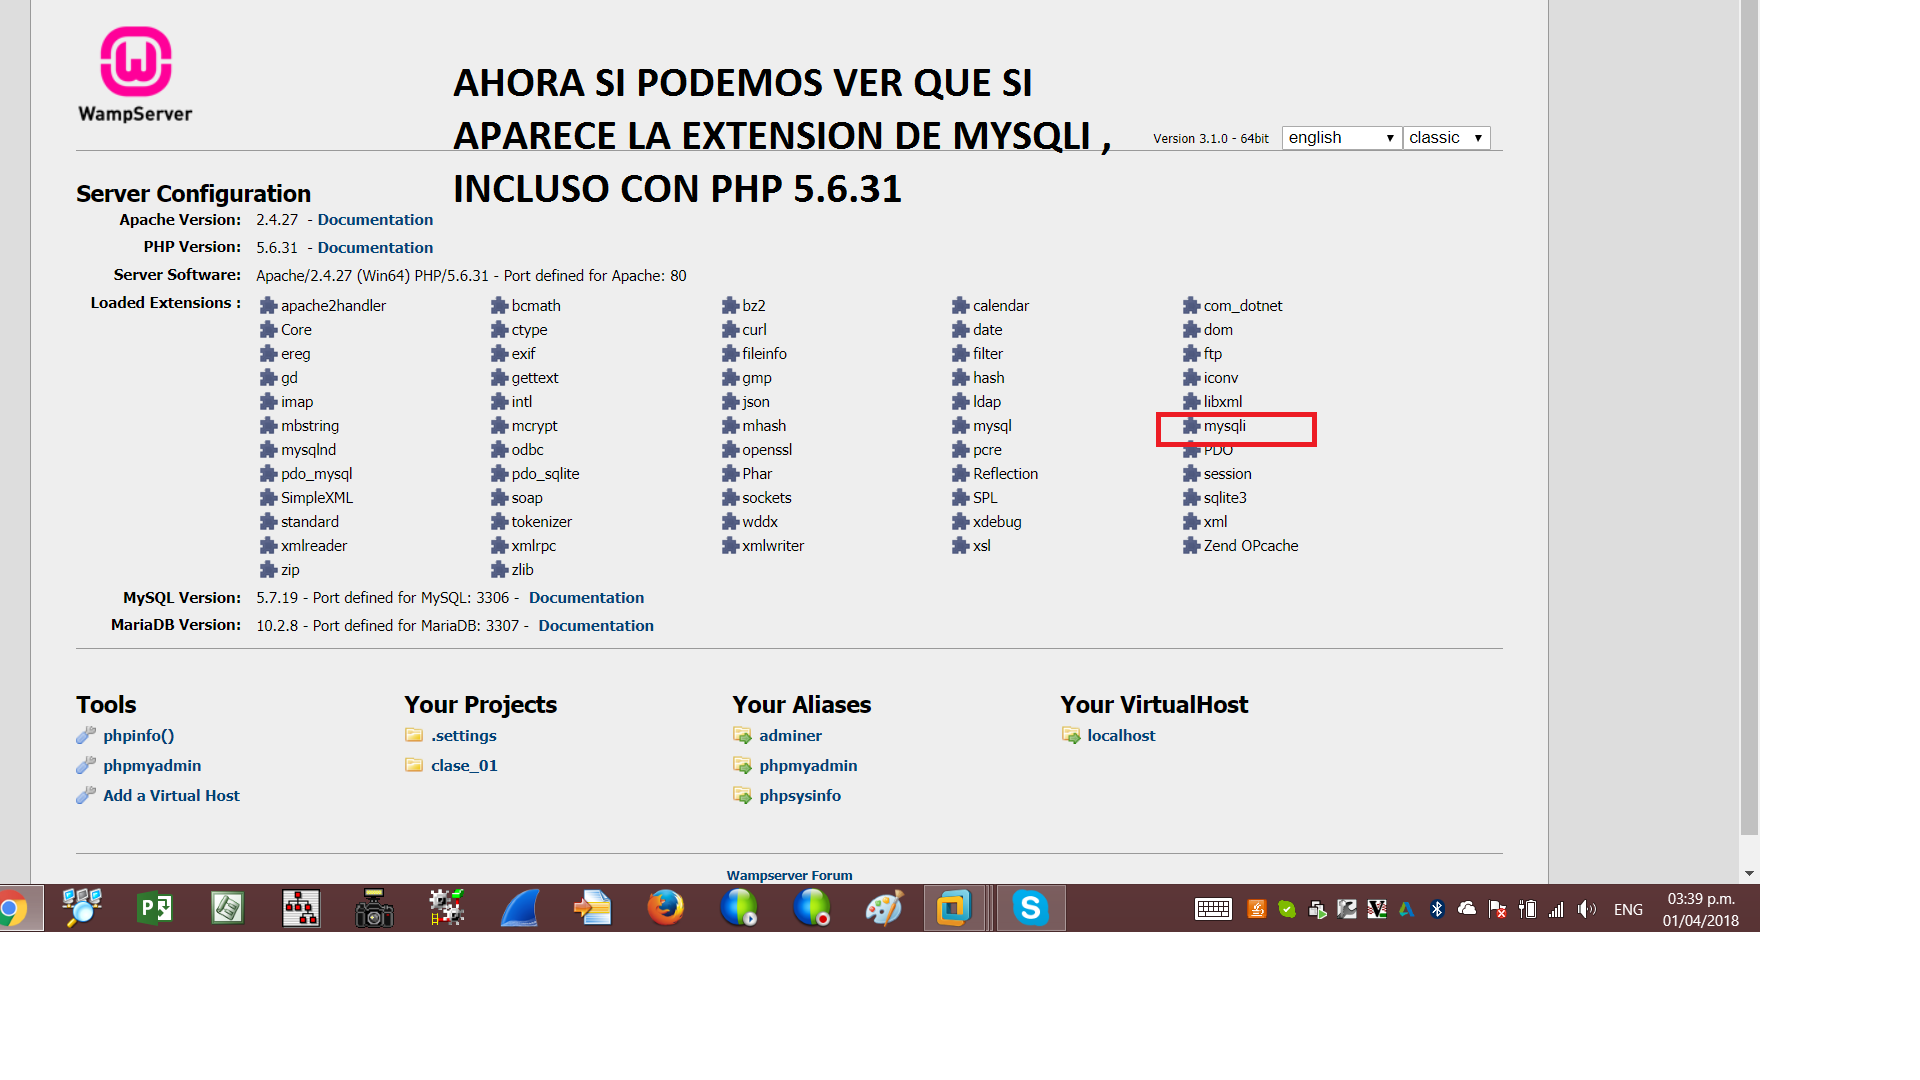 WampServer
AHORA SI PODEMOS VER QUE SI
APARECE LA EXTENSION DE MYSQLI ,
INCLUSO CON PHP 5.6.31
Version 3.1.0 - 64bit english classic
Server Configuration
Apache Version: 2.4.27 - Documentation
PHP Version: 5.6.31 - Documentation
Server Software: Apache/2.4.27 (Win64) PHP/5.6.31 - Port defined for Apache: 80
Loaded Extensions : apache2handler bcmath bz2 calendar com_dotnet
Core ctype curl date dom
ereg exif fileinfo filter ftp
gd gettext gmp hash iconv
imap intl json ldap libxml
mbstring mcrypt mhash mysql mysqli
mysqlnd odbc openssl pcre PDO
pdo_mysql pdo_sqlite Phar Reflection session
SimpleXML soap sockets SPL sqlite3
standard tokenizer wddx xdebug xml
xmlreader xmlrpc xmlwriter xsl Zend OPcache
zip zlib
MySQL Version: 5.7.19 - Port defined for MySQL: 3306 - Documentation
MariaDB Version: 10.2.8 - Port defined for MariaDB: 3307 - Documentation
Tools Your Projects Your Aliases Your VirtualHost
phpinfo() .settings adminer localhost
phpmyadmin clase_01 phpmyadmin
Add a Virtual Host phpsysinfo
Wampserver Forum
ENG 03:39 p.m.
01/04/2018